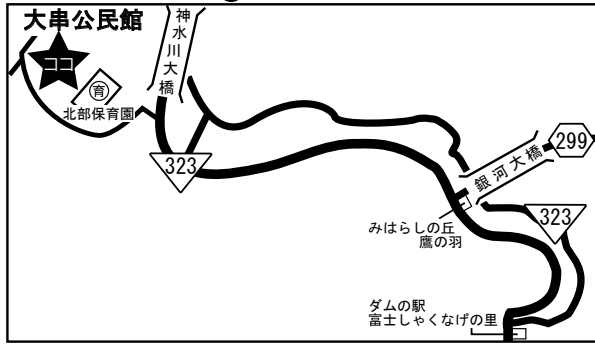 大串公民館
ココ
育
北部保育園
神水川大橋
323
299
銀河大橋
みはらしの丘
鷹の羽
323
ダムの駅
富士しゃくなげの里